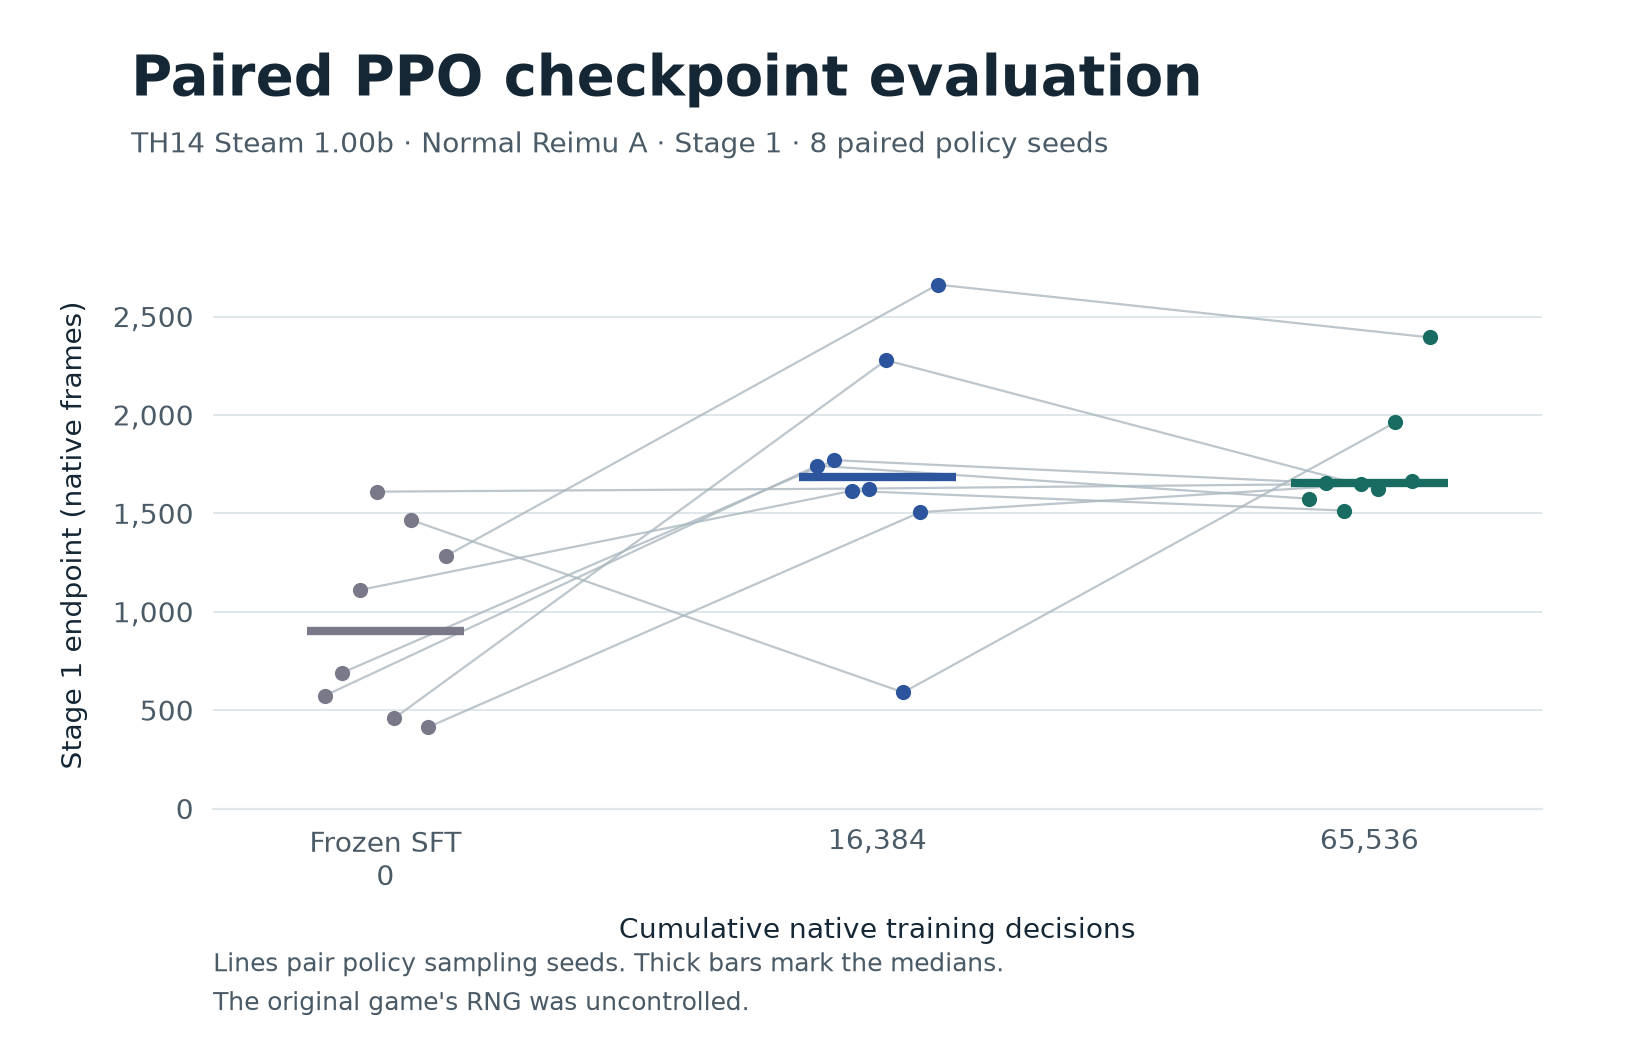 Paired PPO checkpoint evaluation
TH14 Steam 1.00b · Normal Reimu A · Stage 1 · 8 paired policy seeds
Stage 1 endpoint (native frames)
2,500
2,000
1,500
1,000
500
0
Frozen SFT
0
16,384
65,536
Cumulative native training decisions
Lines pair policy sampling seeds. Thick bars mark the medians.
The original game's RNG was uncontrolled.